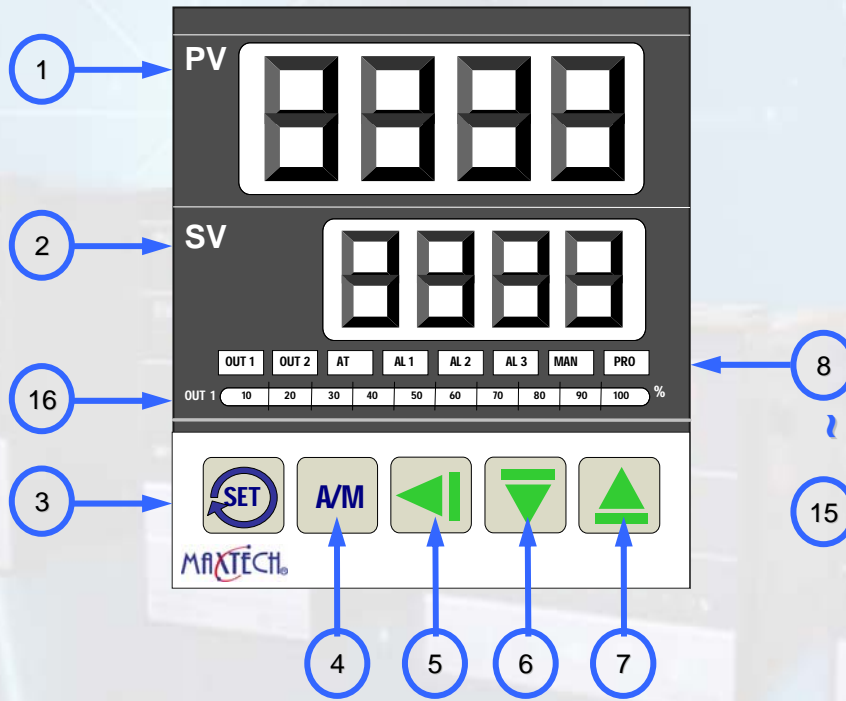 1
PV
2
SV
OUT 1 OUT 2 AT AL 1 AL 2 AL 3 MAN PRO
8
16
OUT 1 10 20 30 40 50 60 70 80 90 100 %
~
3
SET A/M
15
MAXTECH®
4 5 6 7